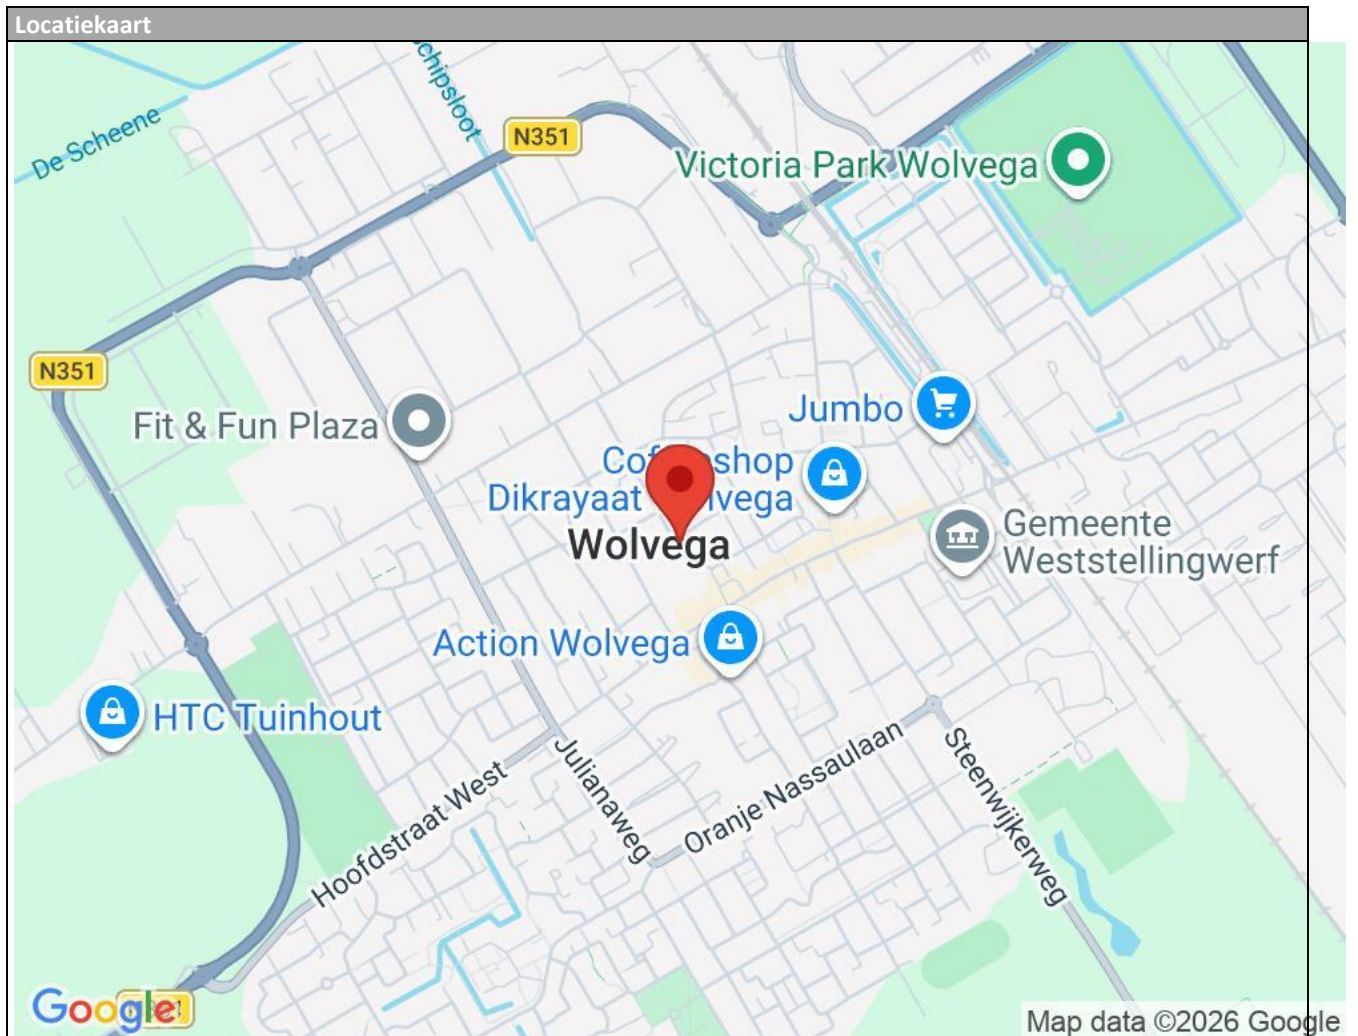 Locatiekaart
chipsloot
De Scheene
N351
Victoria Park Wolvega
N351
Fit & Fun Plaza
Jumbo
Dikrayaat
Wolvega
Gemeente
Weststellingwerf
Action Wolvega
HTC Tuinhout
Hoofdstraat West
Julianaweg
Oranje Nassaulaan
Steenwijkerweg
Google
Map data ©2026 Google